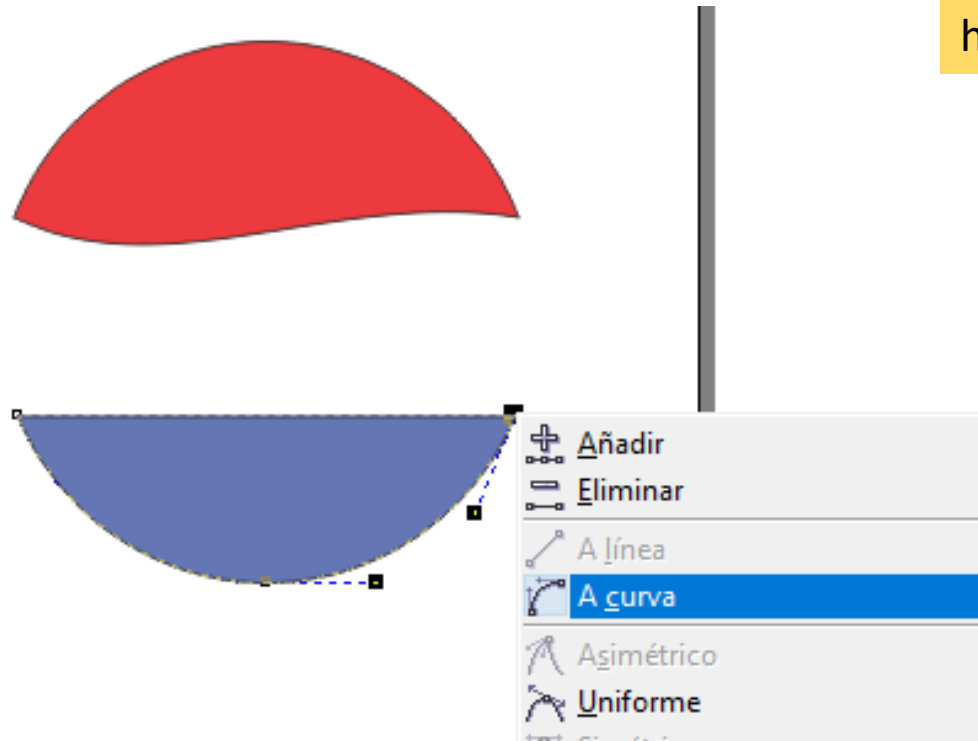 h
Añadir
Eliminar
A línea
A curva
Asimétrico
Uniforme